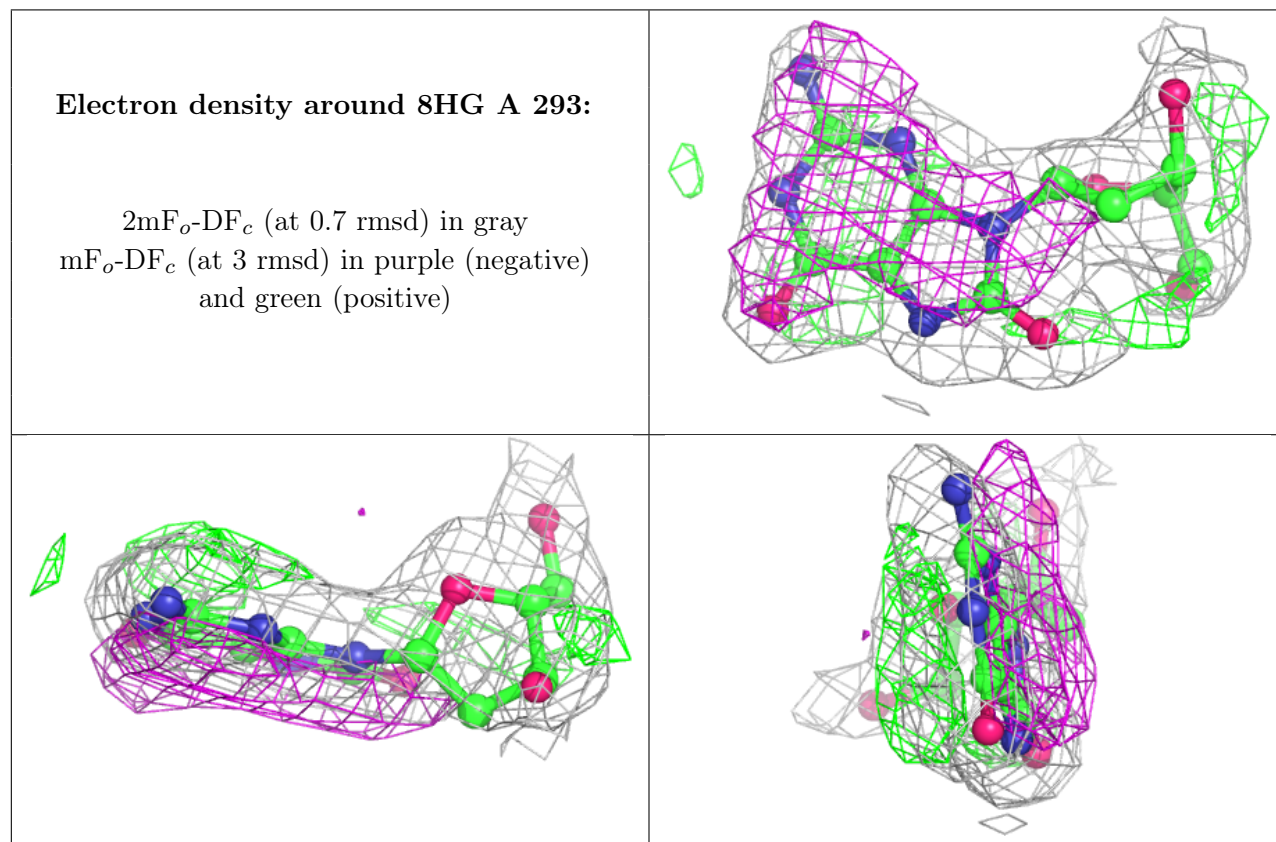 Electron density around 8HG A 293:
2mFo-DFc (at 0.7 rmsd) in gray
mFo-DFc (at 3 rmsd) in purple (negative)
and green (positive)